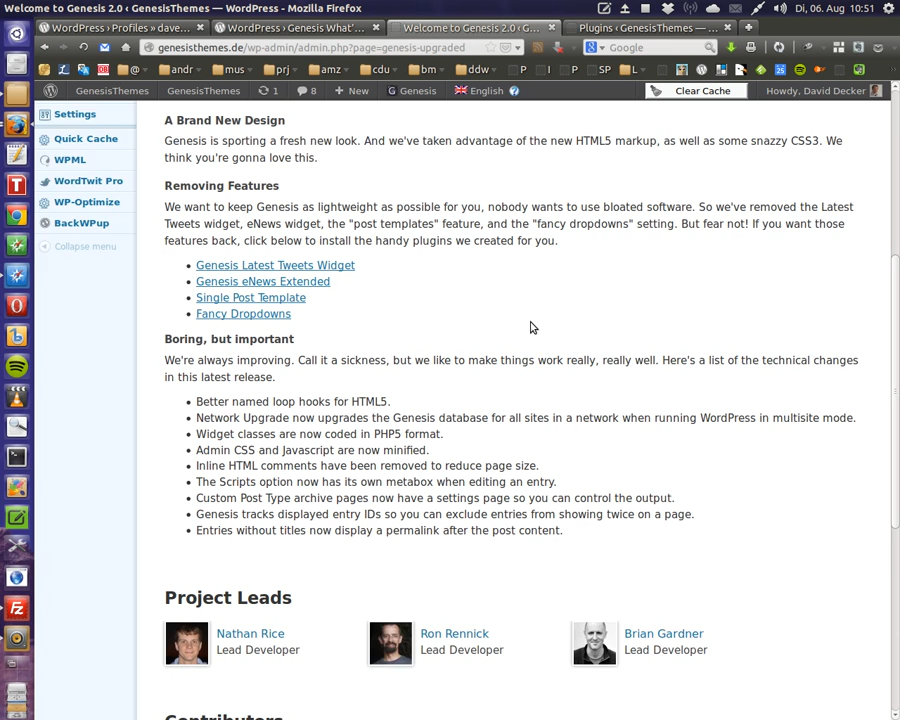 Welcome to Genesis 2.0 ‹ GenesisThemes — WordPress - Mozilla Firefox
Di, 06. Aug 10:51
WordPress › Profiles » dave...
WordPress › Genesis What'...
Welcome to Genesis 2.0 ‹ G...
Plugins ‹ GenesisThemes — ...
genesisthemes.de/wp-admin/admin.php?page=genesis-upgraded
Google
@ andr mus prj amz cdu bm ddw P I P SP L
GenesisThemes GenesisThemes 1 8 + New Genesis English Clear Cache Howdy, David Decker
Settings
Quick Cache
WPML
WordTwit Pro
WP-Optimize
BackWPup
Collapse menu
A Brand New Design
Genesis is sporting a fresh new look. And we've taken advantage of the new HTML5 markup, as well as some snazzy CSS3. We
think you're gonna love this.
Removing Features
We want to keep Genesis as lightweight as possible for you, nobody wants to use bloated software. So we've removed the Latest
Tweets widget, eNews widget, the "post templates" feature, and the "fancy dropdowns" setting. But fear not! If you want those
features back, click below to install the handy plugins we created for you.
• Genesis Latest Tweets Widget
• Genesis eNews Extended
• Single Post Template
• Fancy Dropdowns
Boring, but important
We're always improving. Call it a sickness, but we like to make things work really, really well. Here's a list of the technical changes
in this latest release.
• Better named loop hooks for HTML5.
• Network Upgrade now upgrades the Genesis database for all sites in a network when running WordPress in multisite mode.
• Widget classes are now coded in PHP5 format.
• Admin CSS and Javascript are now minified.
• Inline HTML comments have been removed to reduce page size.
• The Scripts option now has its own metabox when editing an entry.
• Custom Post Type archive pages now have a settings page so you can control the output.
• Genesis tracks displayed entry IDs so you can exclude entries from showing twice on a page.
• Entries without titles now display a permalink after the post content.
Project Leads
Nathan Rice
Lead Developer
Ron Rennick
Lead Developer
Brian Gardner
Lead Developer
Contributors